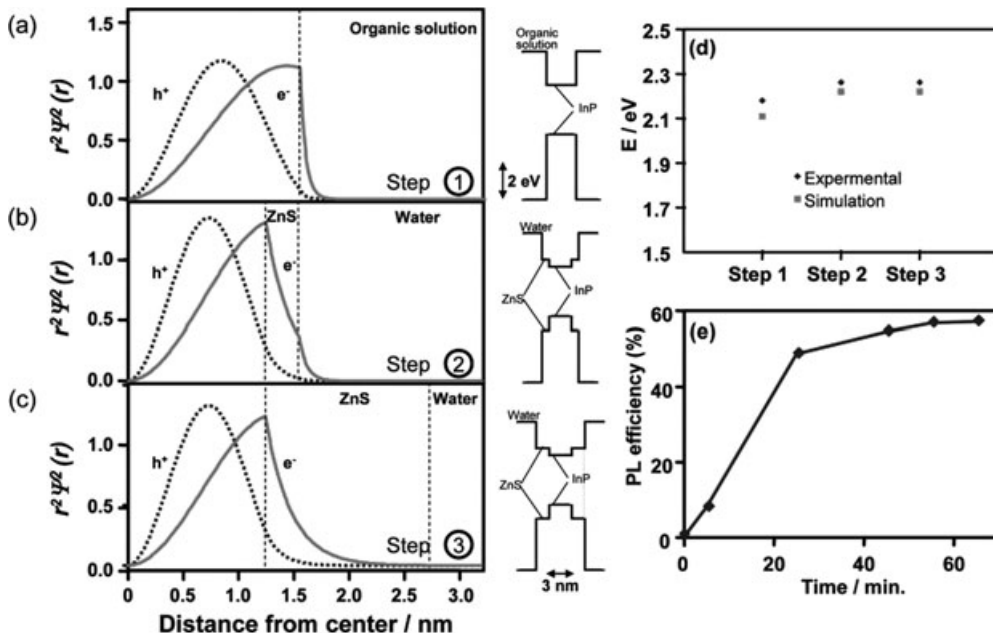 (a)
1.5
1.0
0.5
0.0
r²Ψ²(r)
h⁺
e⁻
Organic solution
Step ①
(b)
1.0
0.5
0.0
r²Ψ²(r)
h⁺
ZnS
e⁻
Water
Step ②
(c)
1.0
0.5
0.0
r²Ψ²(r)
h⁺
e⁻
ZnS
Water
Step ③
0 0.5 1.0 1.5 2.0 2.5 3.0
Distance from center / nm
Organic
solution
InP
2 eV
Water
ZnS
InP
Water
ZnS
InP
3 nm
(d)
2.5
2.3
2.1
1.9
1.7
1.5
E / eV
Expermental
Simulation
Step 1 Step 2 Step 3
(e)
60
40
20
0
PL efficiency (%)
0 20 40 60
Time / min.